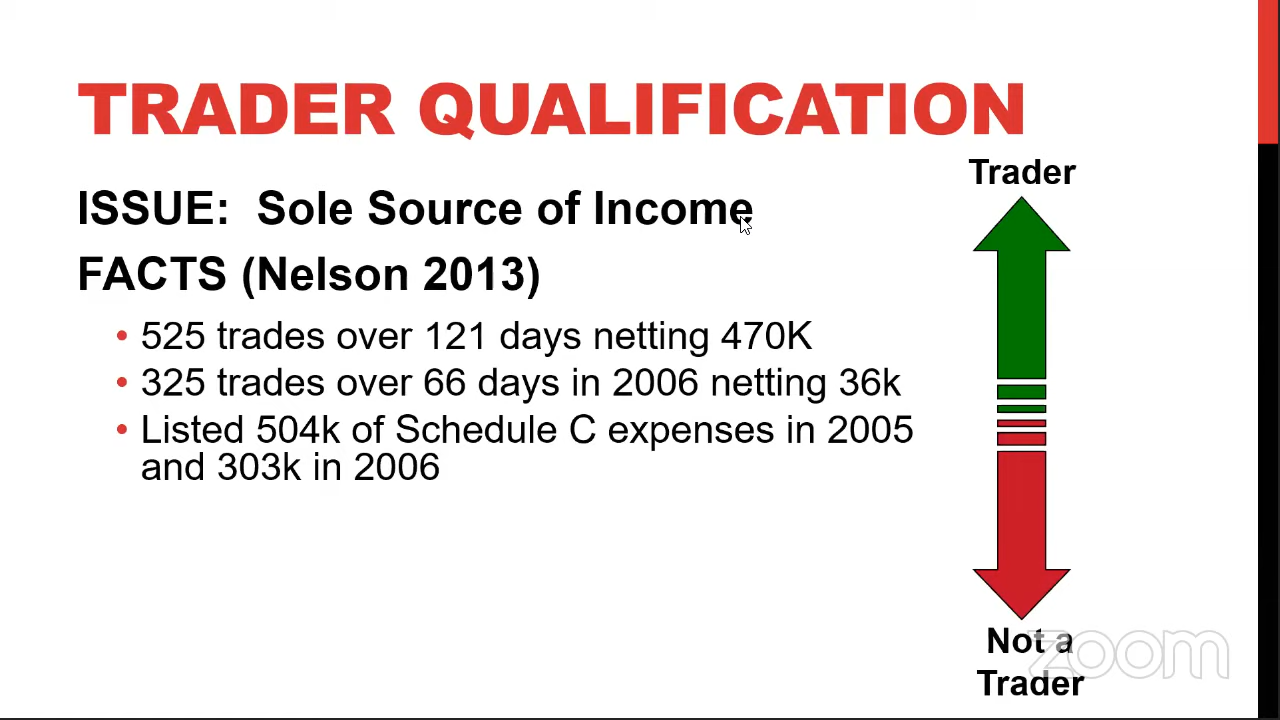 TRADER QUALIFICATION
Trader
ISSUE: Sole Source of Income
FACTS (Nelson 2013)
• 525 trades over 121 days netting 470K
• 325 trades over 66 days in 2006 netting 36k
• Listed 504k of Schedule C expenses in 2005
and 303k in 2006
Not a
Trader
zoom